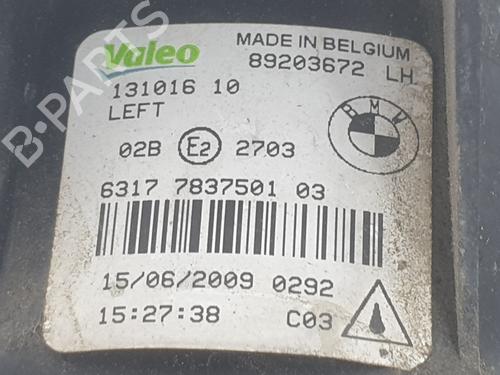 Valeo
MADE IN BELGIUM
89203672 LH
131016 10
LEFT
BMW
02B E2 2703
6317 7837501 03
15/06/2009 0292
15:27:38 C03
B-PARTS